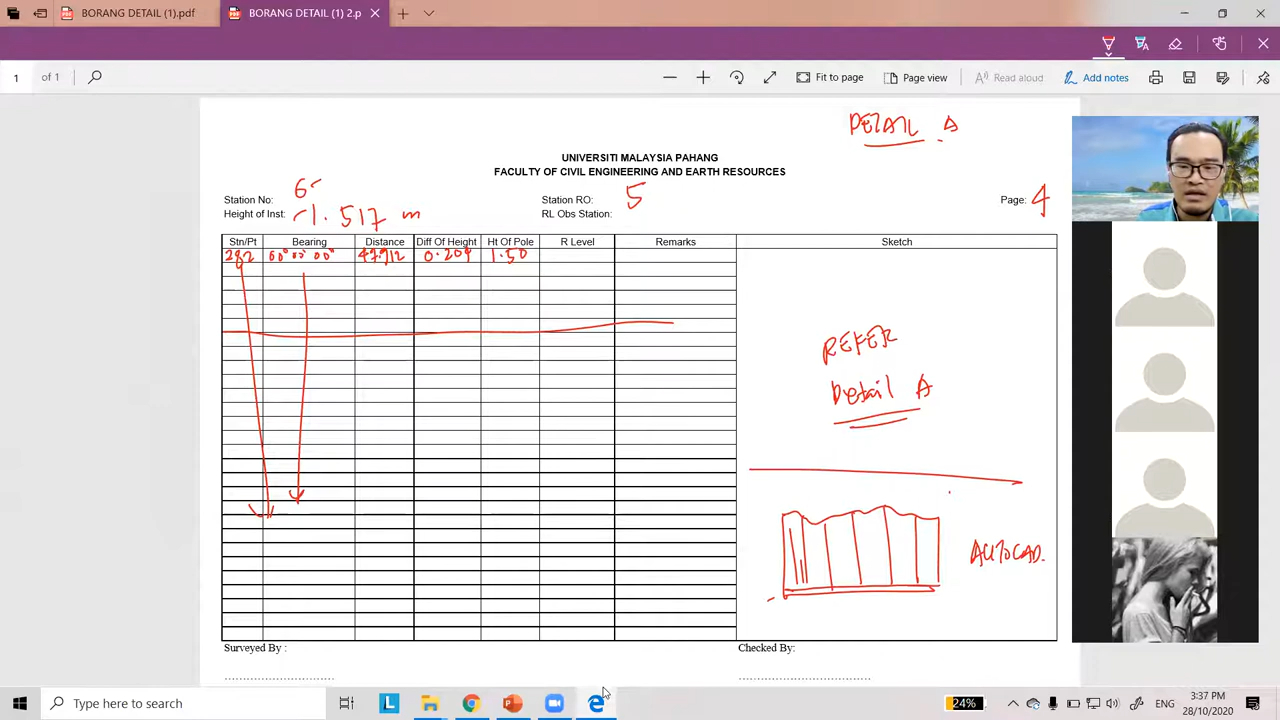 BORANG DETAIL (1).pdf
BORANG DETAIL (1) 2.p
1
of 1
Fit to page
Page view
Read aloud
Add notes
DETAIL A
UNIVERSITI MALAYSIA PAHANG
FACULTY OF CIVIL ENGINEERING AND EARTH RESOURCES
Station No: 6
Station RO: 5
Page: 4
Height of Inst: 1.517 m
RL Obs Station:
Stn/Pt Bearing Distance Diff Of Height Ht Of Pole R Level Remarks Sketch
282 00° 00' 00" 47.912 0.209 1.50
REFER
Detail A
AUTOCAD.
Surveyed By :
Checked By:
Type here to search
24%
ENG
3:37 PM
28/10/2020